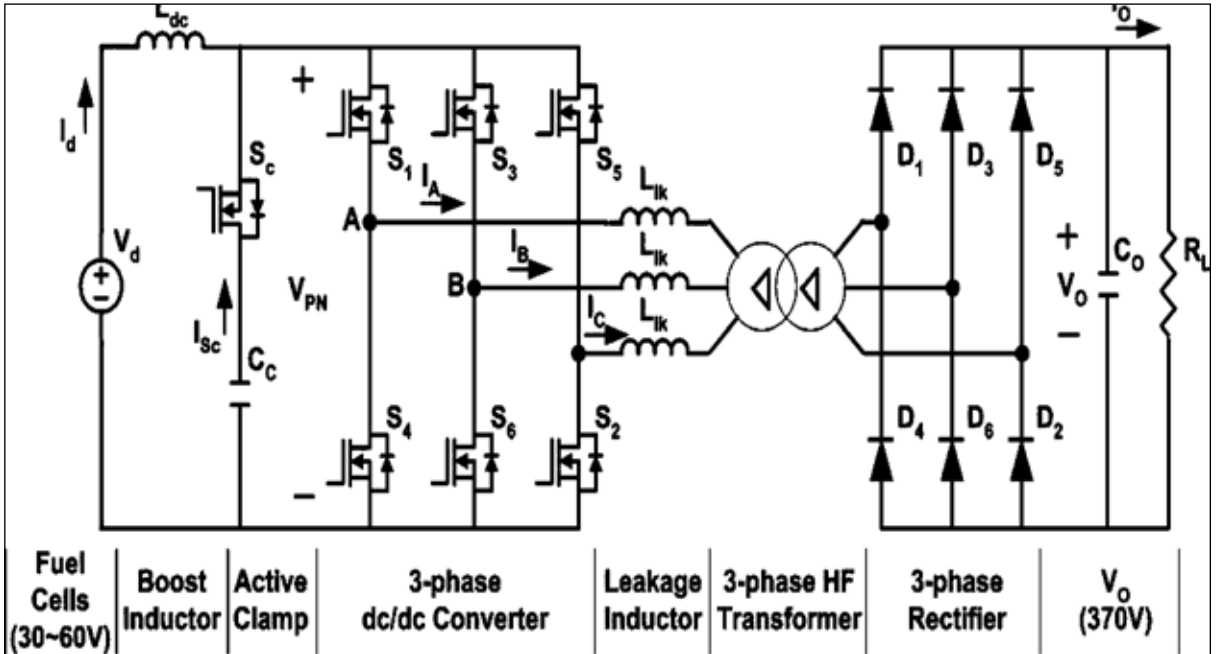 L_dc
I_O
+
S_1
S_3
S_5
D_1
D_3
D_5
I_d
S_c
I_A
L_lk
A
V_d
+
−
V_PN
B
I_B
L_lk
+
V_O
−
C_O
R_L
I_Sc
C_C
I_C
L_lk
S_4
S_6
S_2
D_4
D_6
D_2
−
Fuel
Cells
(30~60V)
Boost
Inductor
Active
Clamp
3-phase
dc/dc Converter
Leakage
Inductor
3-phase HF
Transformer
3-phase
Rectifier
V_O
(370V)